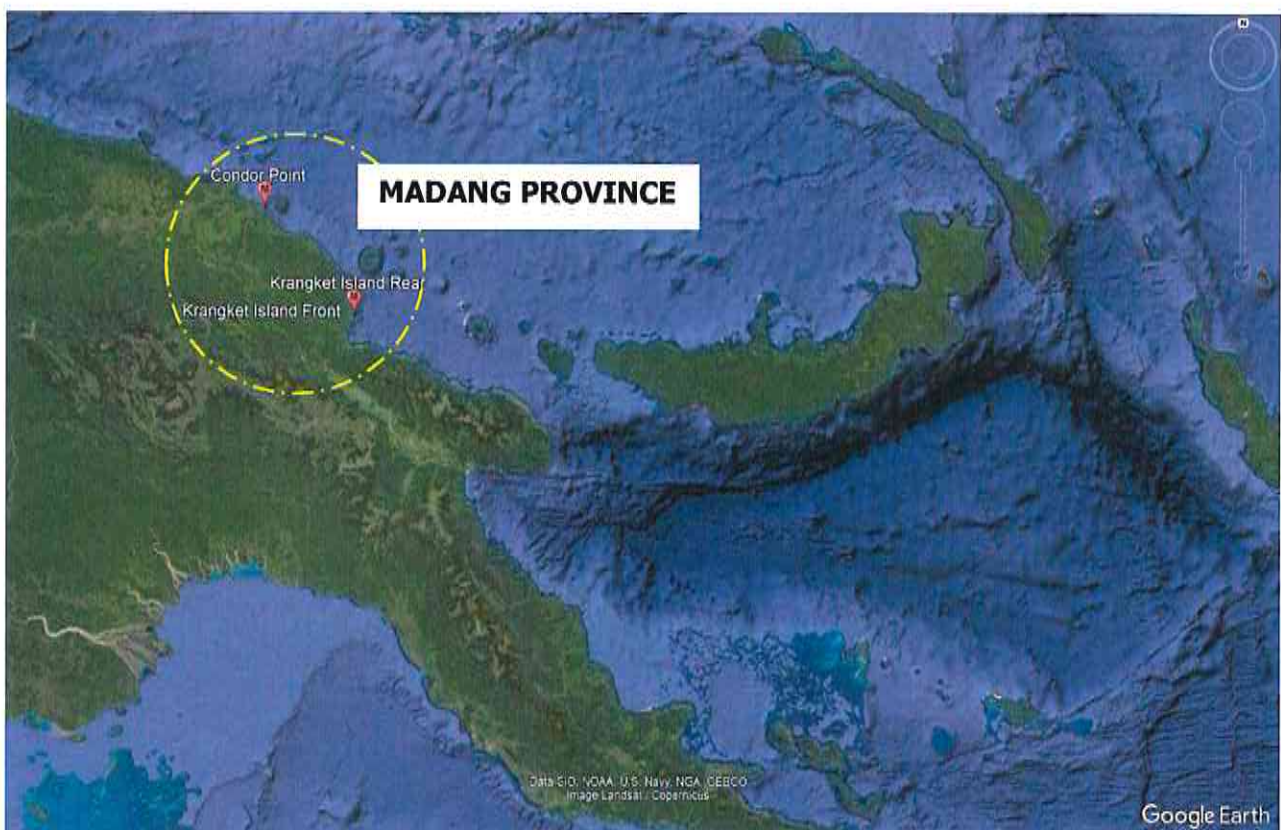 N
Condor Point
MADANG PROVINCE
Krangket Island Rear
Krangket Island Front
Data SIO, NOAA, U.S. Navy, NGA, GEBCO
Image Landsat / Copernicus
Google Earth